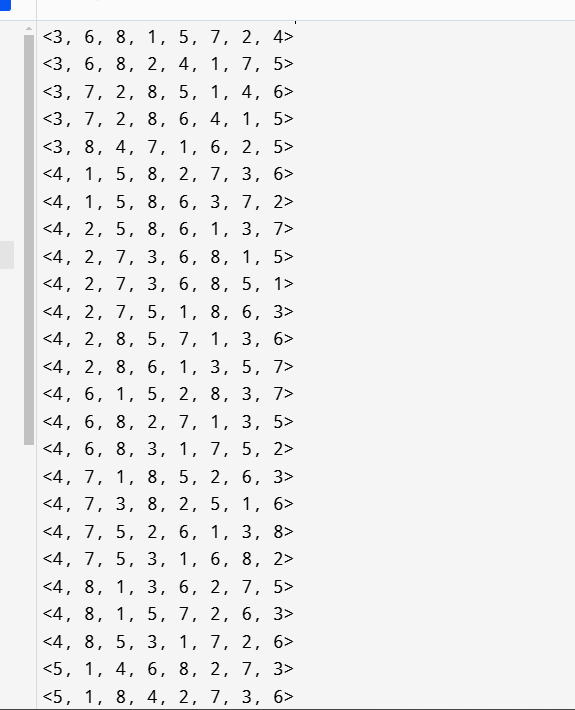 <3, 6, 8, 1, 5, 7, 2, 4>
<3, 6, 8, 2, 4, 1, 7, 5>
<3, 7, 2, 8, 5, 1, 4, 6>
<3, 7, 2, 8, 6, 4, 1, 5>
<3, 8, 4, 7, 1, 6, 2, 5>
<4, 1, 5, 8, 2, 7, 3, 6>
<4, 1, 5, 8, 6, 3, 7, 2>
<4, 2, 5, 8, 6, 1, 3, 7>
<4, 2, 7, 3, 6, 8, 1, 5>
<4, 2, 7, 3, 6, 8, 5, 1>
<4, 2, 7, 5, 1, 8, 6, 3>
<4, 2, 8, 5, 7, 1, 3, 6>
<4, 2, 8, 6, 1, 3, 5, 7>
<4, 6, 1, 5, 2, 8, 3, 7>
<4, 6, 8, 2, 7, 1, 3, 5>
<4, 6, 8, 3, 1, 7, 5, 2>
<4, 7, 1, 8, 5, 2, 6, 3>
<4, 7, 3, 8, 2, 5, 1, 6>
<4, 7, 5, 2, 6, 1, 3, 8>
<4, 7, 5, 3, 1, 6, 8, 2>
<4, 8, 1, 3, 6, 2, 7, 5>
<4, 8, 1, 5, 7, 2, 6, 3>
<4, 8, 5, 3, 1, 7, 2, 6>
<5, 1, 4, 6, 8, 2, 7, 3>
<5, 1, 8, 4, 2, 7, 3, 6>